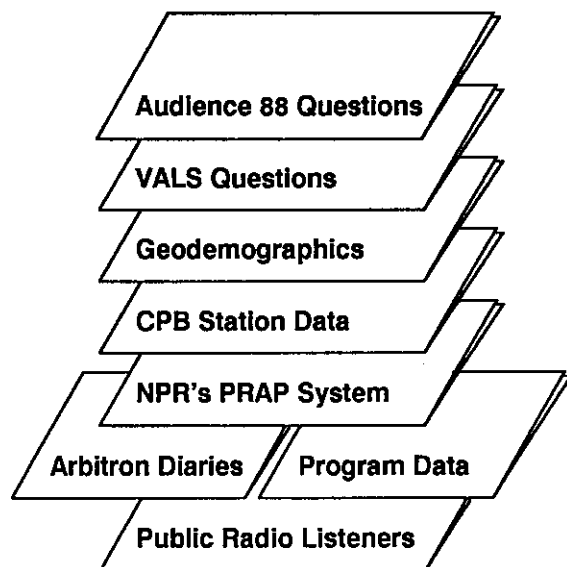 Audience 88 Questions
VALS Questions
Geodemographics
CPB Station Data
NPR's PRAP System
Arbitron Diaries
Program Data
Public Radio Listeners